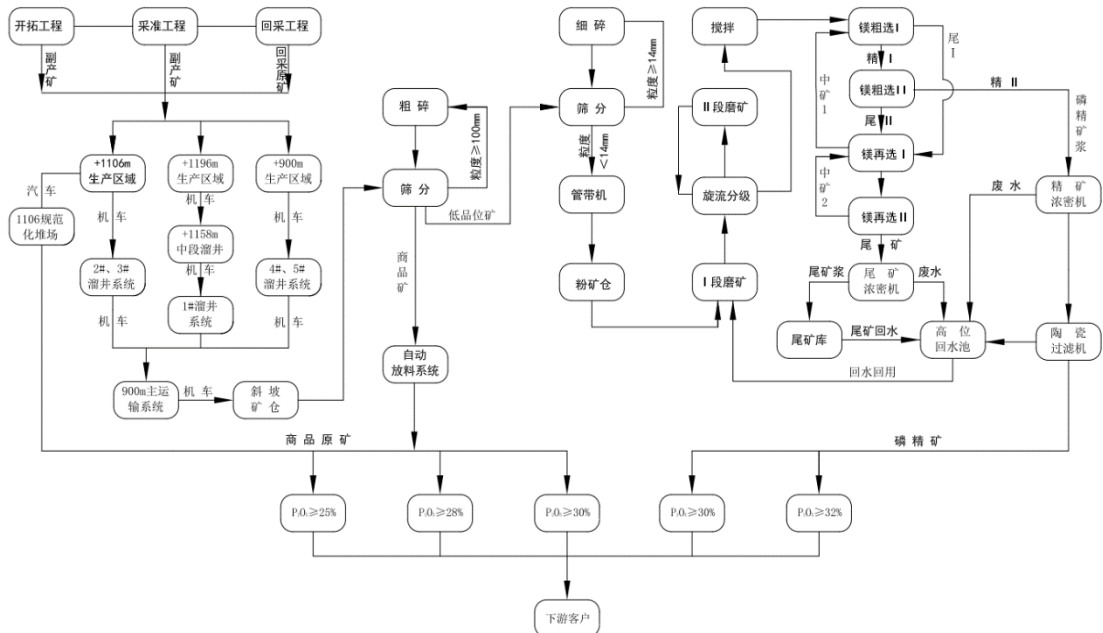 开拓工程
采准工程
回采工程
副产矿
副产矿
回采原矿
+1106m
生产区域
+1196m
生产区域
+900m
生产区域
汽车
机车
机车
机车
1106规范
化堆场
+1158m
中段溜井
机车
2#、3#
溜井系统
4#、5#
溜井系统
1#溜井
系统
机车
机车
900m主运
输系统
机车
斜坡
矿仓
粗碎
粒度≥100mm
筛分
低品位矿
商品矿
自动
放料系统
细碎
粒度≥14mm
筛分
粒度
<14mm
管带机
粉矿仓
搅拌
II段磨矿
旋流分级
I段磨矿
镁粗选I
尾I
精I
中矿1
镁粗选II
精II
尾II
镁再选I
中矿2
镁再选II
尾矿
磷精矿浆
废水
精矿
浓密机
尾矿浆
尾矿
浓密机
废水
尾矿库
尾矿回水
高位
回水池
陶瓷
过滤机
回水回用
商品原矿
磷精矿
P₂O₅≥25%
P₂O₅≥28%
P₂O₅≥30%
P₂O₅≥30%
P₂O₅≥32%
下游客户